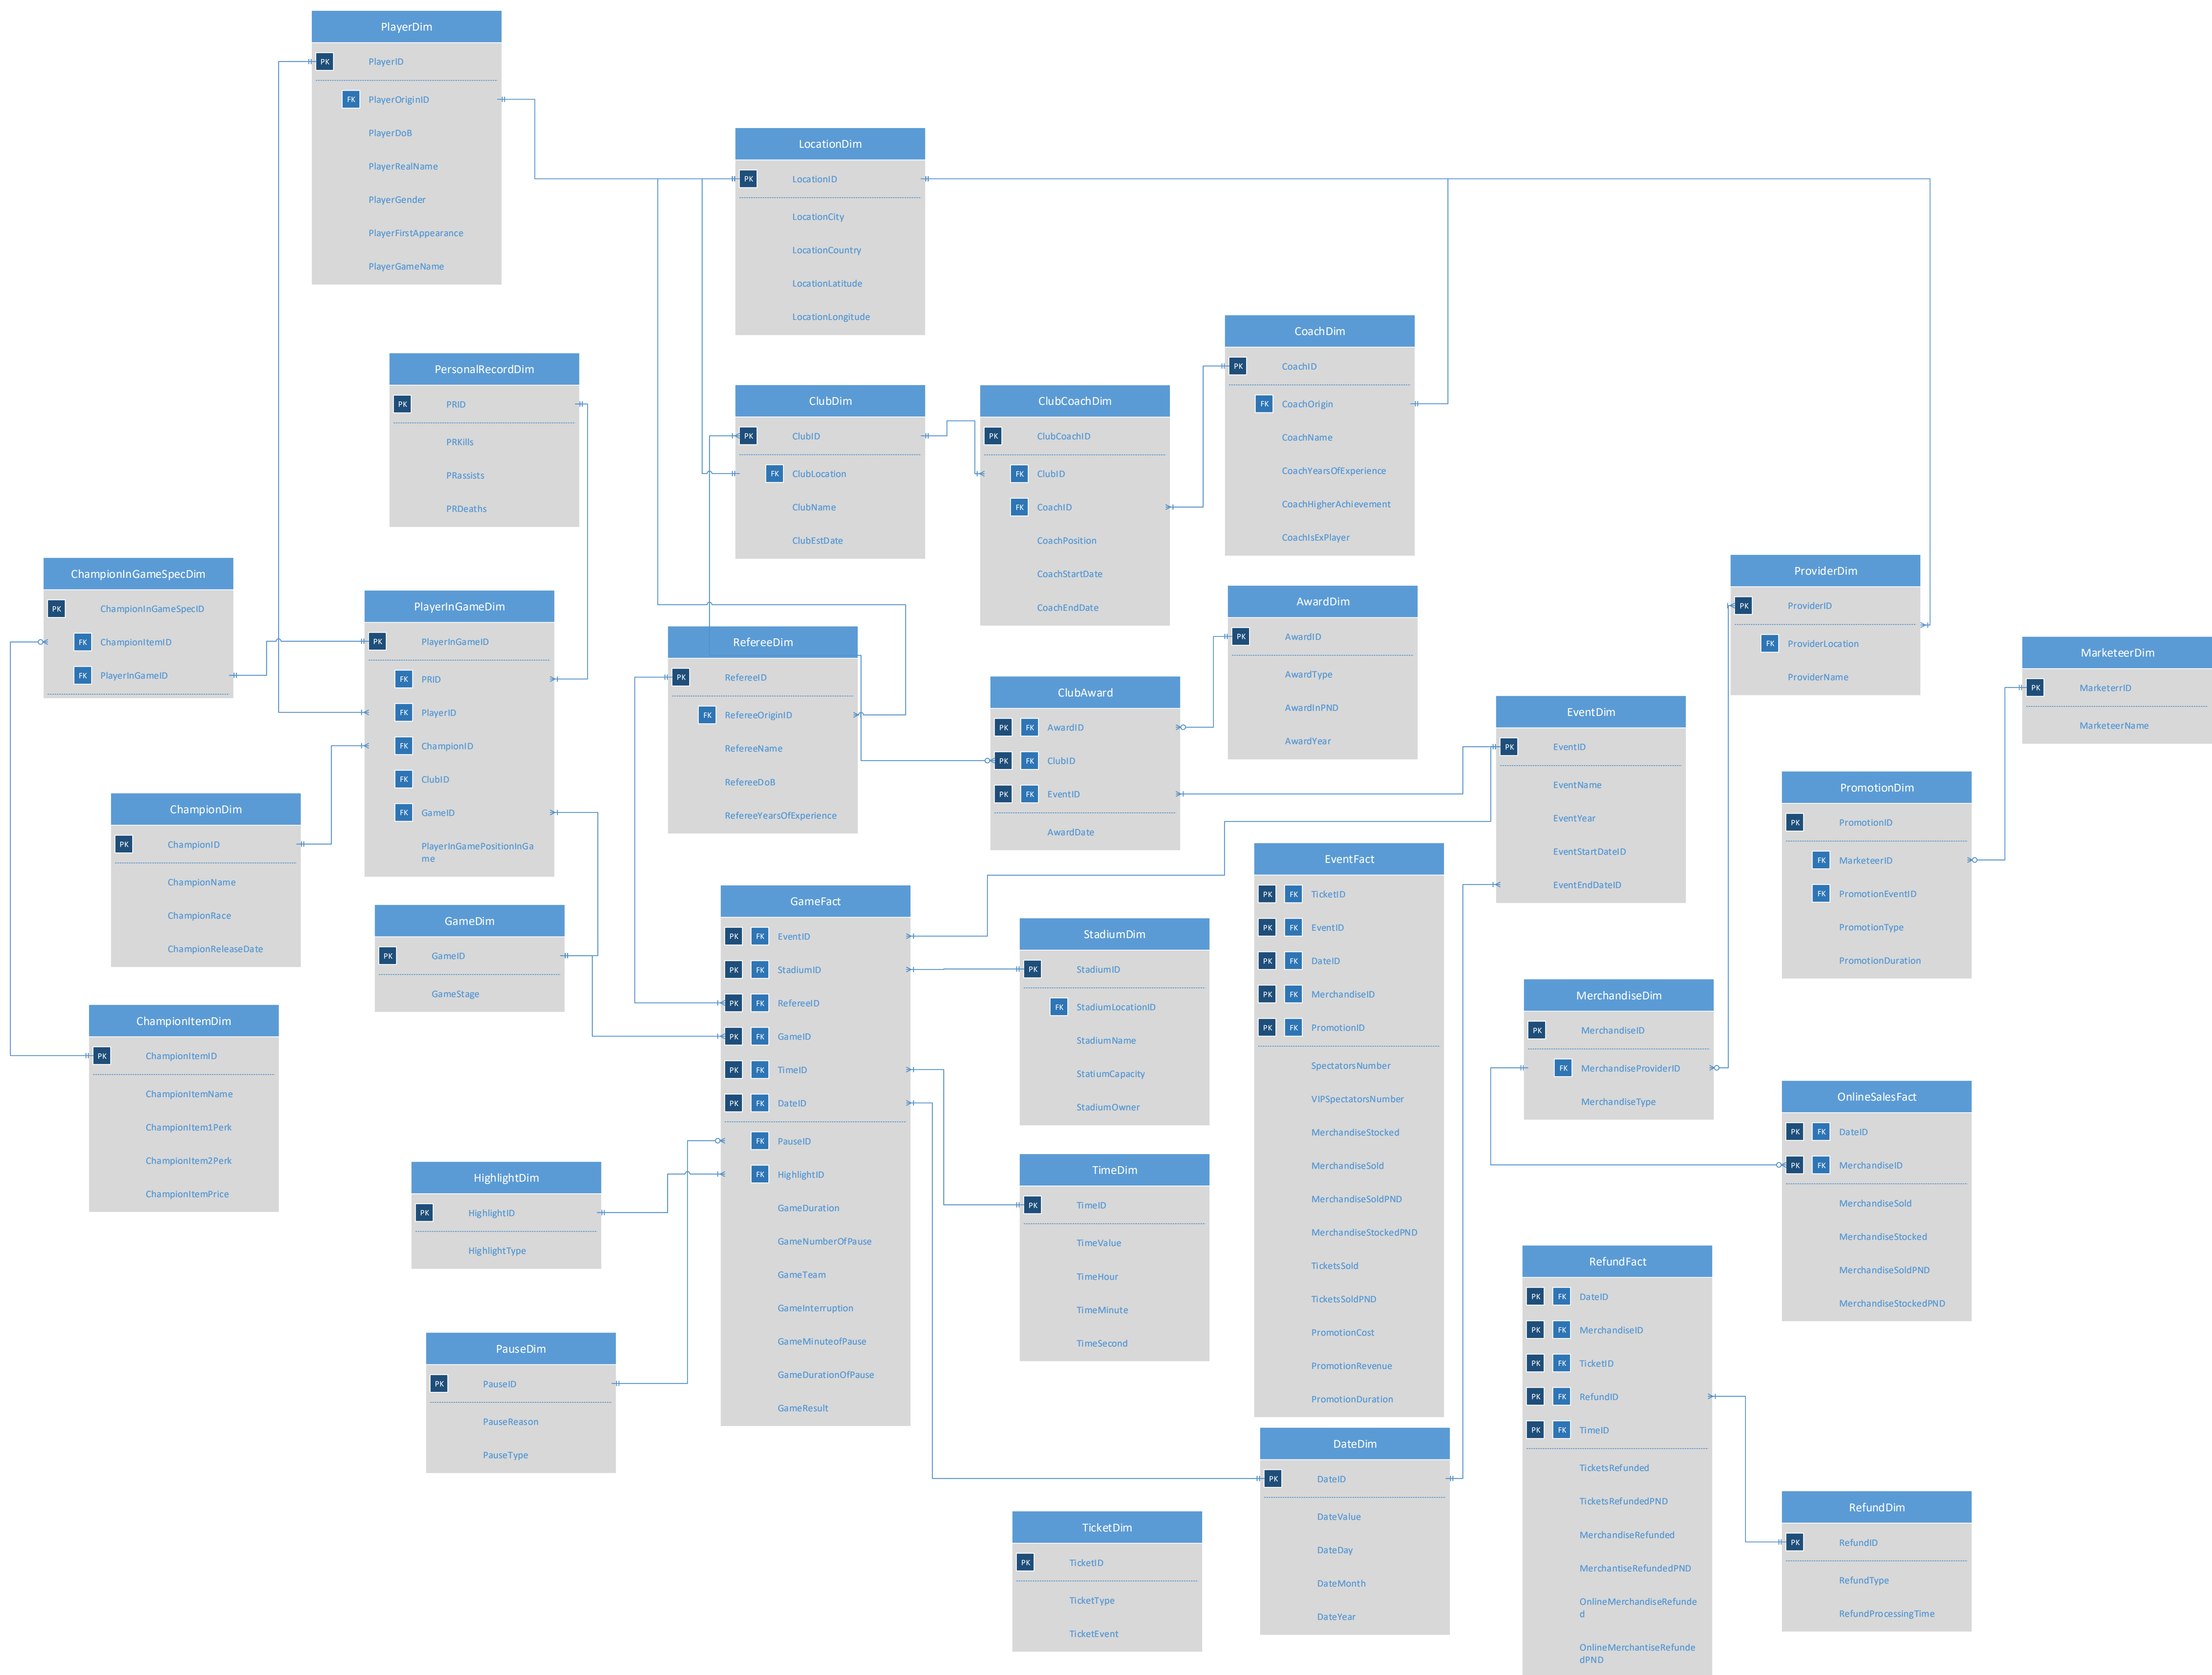 PlayerDim
PK PlayerID
FK PlayerOriginID
PlayerDoB
PlayerRealName
PlayerGender
PlayerFirstAppearance
PlayerGameName
LocationDim
PK LocationID
LocationCity
LocationCountry
LocationLatitude
LocationLongitude
CoachDim
PK CoachID
FK CoachOrigin
CoachName
CoachYearsOfExperience
CoachHigherAchievement
CoachIsExPlayer
PersonalRecordDim
PK PRID
PRKills
PRassists
PRDeaths
ClubDim
PK ClubID
FK ClubLocation
ClubName
ClubEstDate
ClubCoachDim
PK ClubCoachID
FK ClubID
FK CoachID
CoachPosition
CoachStartDate
CoachEndDate
ChampionInGameSpecDim
PK ChampionInGameSpecID
FK ChampionItemID
FK PlayerInGameID
PlayerInGameDim
PK PlayerInGameID
FK PRID
FK PlayerID
FK ChampionID
FK ClubID
FK GameID
PlayerInGamePositionInGa
me
RefereeDim
PK RefereeID
FK RefereeOriginID
RefereeName
RefereeDoB
RefereeYearsOfExperience
AwardDim
PK AwardID
AwardType
AwardInPND
AwardYear
ProviderDim
PK ProviderID
FK ProviderLocation
ProviderName
MarketeerDim
PK MarketerrID
MarketeerName
ClubAward
PK FK AwardID
PK FK ClubID
PK FK EventID
AwardDate
EventDim
PK EventID
EventName
EventYear
EventStartDateID
EventEndDateID
PromotionDim
PK PromotionID
FK MarketeerID
FK PromotionEventID
PromotionType
PromotionDuration
ChampionDim
PK ChampionID
ChampionName
ChampionRace
ChampionReleaseDate
GameDim
PK GameID
GameStage
GameFact
PK FK EventID
PK FK StadiumID
PK FK RefereeID
PK FK GameID
PK FK TimeID
PK FK DateID
FK PauseID
FK HighlightID
GameDuration
GameNumberOfPause
GameTeam
GameInterruption
GameMinuteofPause
GameDurationOfPause
GameResult
StadiumDim
PK StadiumID
FK StadiumLocationID
StadiumName
StatiumCapacity
StadiumOwner
EventFact
PK FK TicketID
PK FK EventID
PK FK DateID
PK FK MerchandiseID
PK FK PromotionID
SpectatorsNumber
VIPSpectatorsNumber
MerchandiseStocked
MerchandiseSold
MerchandiseSoldPND
MerchandiseStockedPND
TicketsSold
TicketsSoldPND
PromotionCost
PromotionRevenue
PromotionDuration
MerchandiseDim
PK MerchandiseID
FK MerchandiseProviderID
MerchandiseType
OnlineSalesFact
PK FK DateID
PK FK MerchandiseID
MerchandiseSold
MerchandiseStocked
MerchandiseSoldPND
MerchandiseStockedPND
ChampionItemDim
PK ChampionItemID
ChampionItemName
ChampionItem1Perk
ChampionItem2Perk
ChampionItemPrice
HighlightDim
PK HighlightID
HighlightType
TimeDim
PK TimeID
TimeValue
TimeHour
TimeMinute
TimeSecond
RefundFact
PK FK DateID
PK FK MerchandiseID
PK FK TicketID
PK FK RefundID
PK FK TimeID
TicketsRefunded
TicketsRefundedPND
MerchandiseRefunded
MerchantiseRefundedPND
OnlineMerchandiseRefunde
d
OnlineMerchantiseRefunde
dPND
PauseDim
PK PauseID
PauseReason
PauseType
DateDim
PK DateID
DateValue
DateDay
DateMonth
DateYear
TicketDim
PK TicketID
TicketType
TicketEvent
RefundDim
PK RefundID
RefundType
RefundProcessingTime